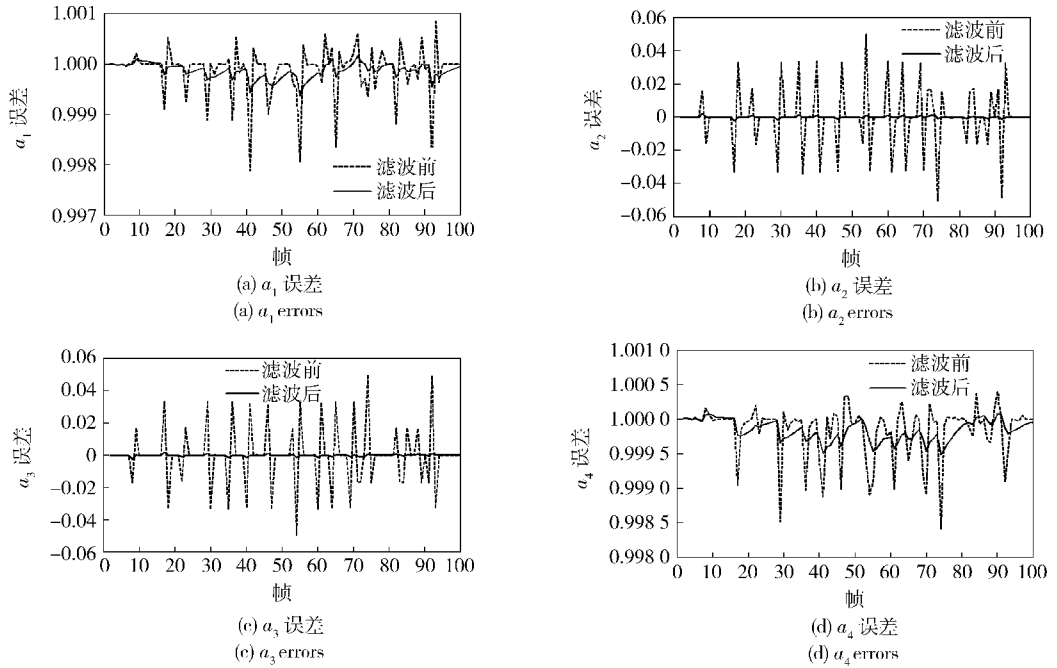 1.001
1.000
0.999
0.998
0.997
a1 误差
滤波前
滤波后
0 10 20 30 40 50 60 70 80 90 100
帧
(a) a1 误差
(a) a1 errors
0.06
0.04
0.02
0
-0.02
-0.04
-0.06
a2 误差
滤波前
滤波后
0 10 20 30 40 50 60 70 80 90 100
帧
(b) a2 误差
(b) a2 errors
0.06
0.04
0.02
0
-0.02
-0.04
-0.06
a3 误差
滤波前
滤波后
0 10 20 30 40 50 60 70 80 90 100
帧
(c) a3 误差
(c) a3 errors
1.001 0
1.000 5
1.000 0
0.999 5
0.999 0
0.998 5
0.998 0
a4 误差
滤波前
滤波后
0 10 20 30 40 50 60 70 80 90 100
帧
(d) a4 误差
(d) a4 errors